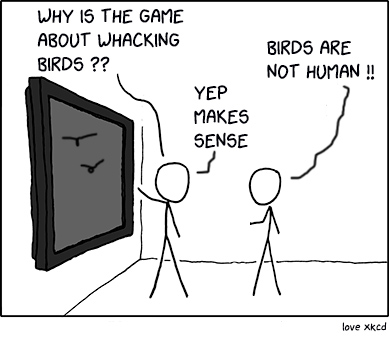 WHY IS THE GAME
ABOUT WHACKING
BIRDS ??
BIRDS ARE
NOT HUMAN !!
YEP
MAKES
SENSE
love xkcd